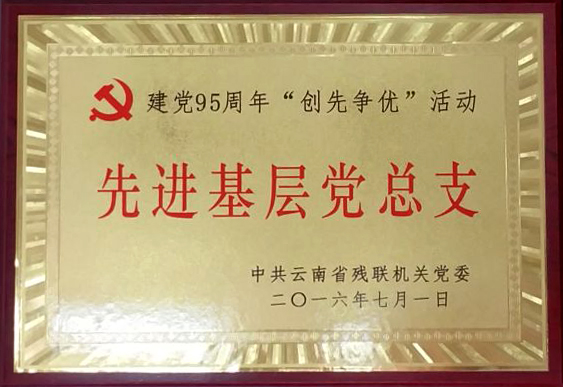 建党95周年“创先争优”活动
先进基层党总支
中共云南省残联机关党委
二〇一六年七月一日